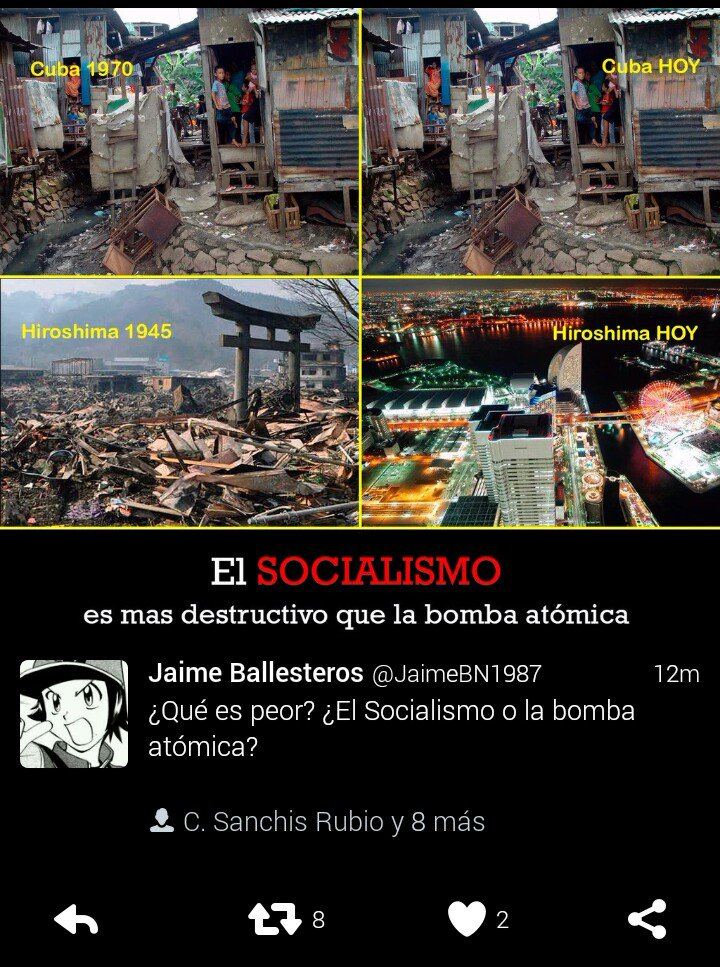 Cuba 1970
Cuba HOY
Hiroshima 1945
Hiroshima HOY
El SOCIALISMO
es mas destructivo que la bomba atómica
Jaime Ballesteros @JaimeBN1987 12m
¿Qué es peor? ¿El Socialismo o la bomba
atómica?
C. Sanchis Rubio y 8 más
8
2